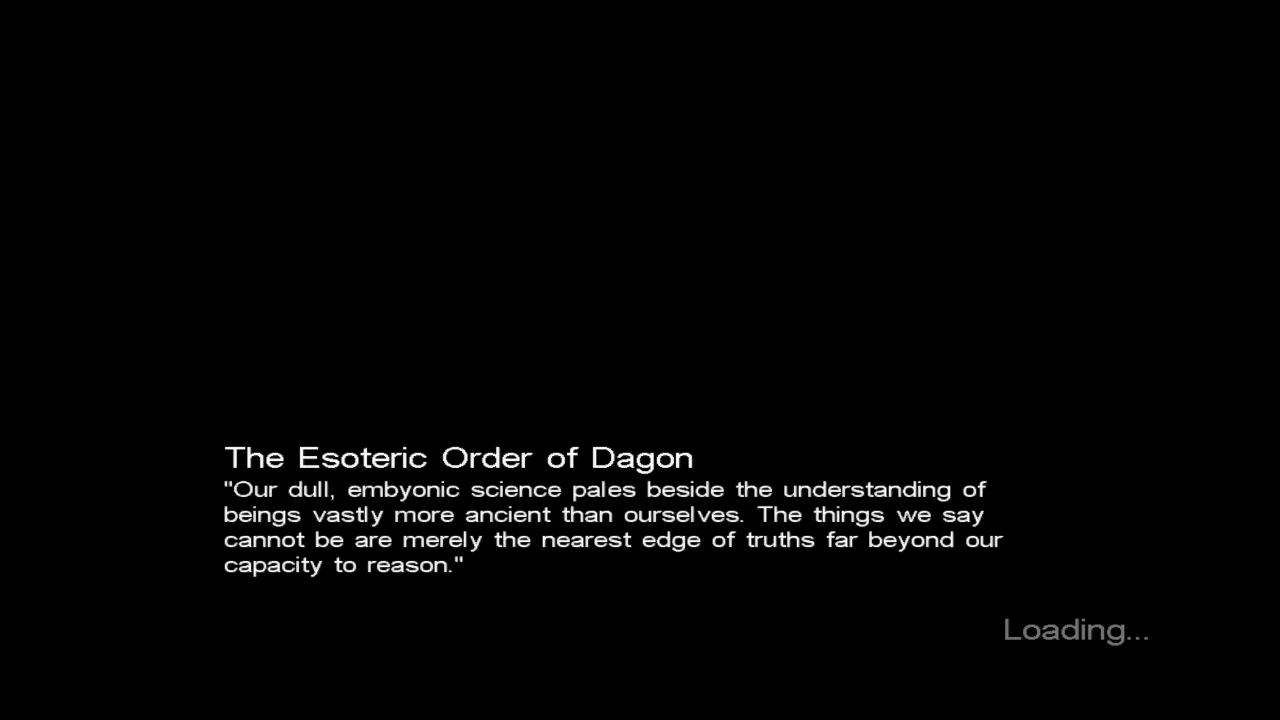 The Esoteric Order of Dagon
"Our dull, embyonic science pales beside the understanding of
beings vastly more ancient than ourselves. The things we say
cannot be are merely the nearest edge of truths far beyond our
capacity to reason."
Loading...